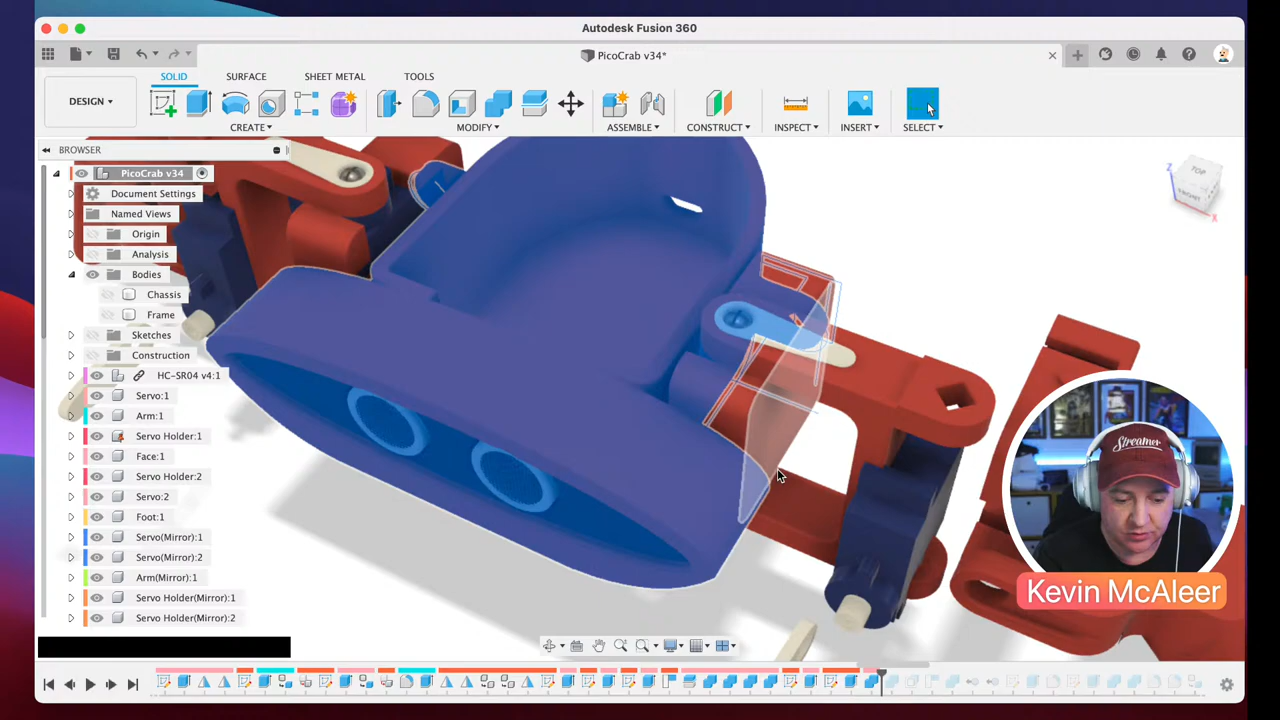 Autodesk Fusion 360
PicoCrab v34*
SOLID SURFACE SHEET METAL TOOLS
DESIGN
CREATE MODIFY ASSEMBLE CONSTRUCT INSPECT INSERT SELECT
BROWSER
PicoCrab v34
Document Settings
Named Views
Origin
Analysis
Bodies
Chassis
Frame
Sketches
Construction
HC-SR04 v4:1
Servo:1
Arm:1
Servo Holder:1
Face:1
Servo Holder:2
Servo:2
Foot:1
Servo(Mirror):1
Servo(Mirror):2
Arm(Mirror):1
Servo Holder(Mirror):1
Servo Holder(Mirror):2
TOP
Z
X
Streamer
Kevin McAleer